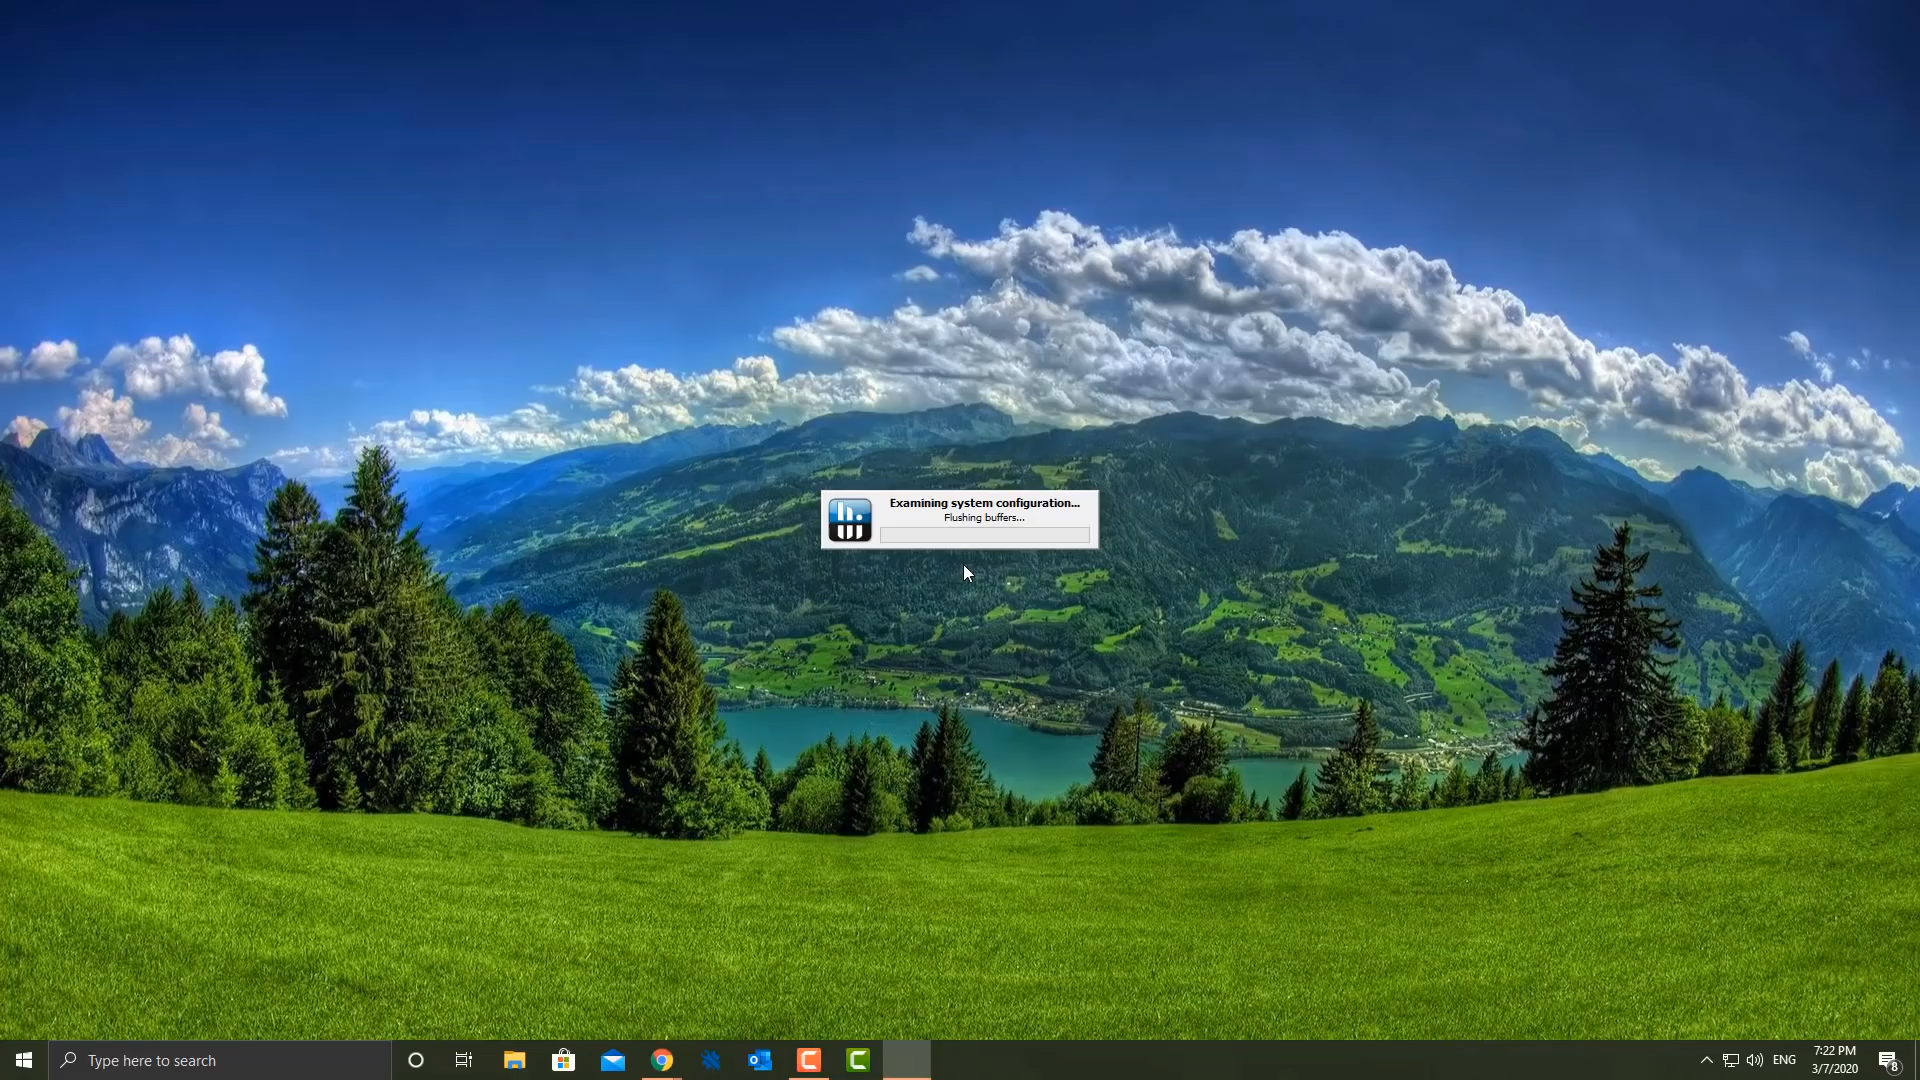 Examining system configuration...
Flushing buffers...
Type here to search
ENG
7:22 PM
3/7/2020
8